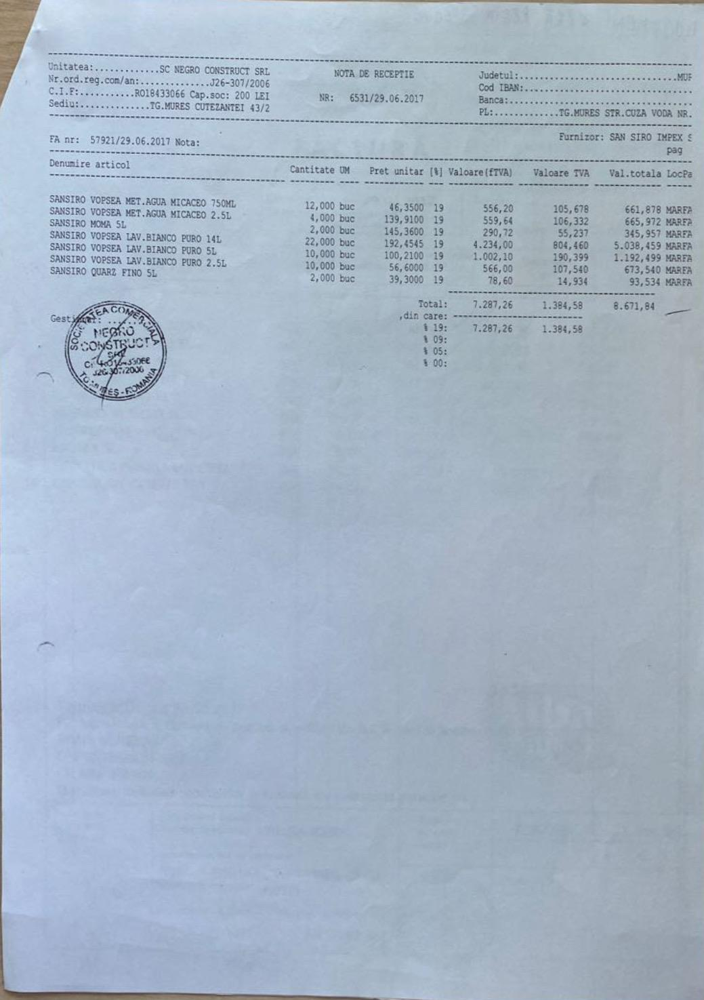 Unitatea:.............SC NEGRO CONSTRUCT SRL
Nr.ord.reg.com/an:..............J26-307/2006
C.I.F:...........RO18433066 Cap.soc: 200 LEI
Sediu:..............TG.MURES CUTEZANTEI 43/2
NOTA DE RECEPTIE
NR: 6531/29.06.2017
Judetul:...............................MUR
Cod IBAN:..................................
Banca:.....................................
PL:.............TG.MURES STR.CUZA VODA NR.
FA nr: 57921/29.06.2017 Nota:
Furnizor: SAN SIRO IMPEX S
pag
Denumire articol Cantitate UM Pret unitar [%] Valoare(fTVA) Valoare TVA Val.totala LocPa
SANSIRO VOPSEA MET.AGUA MICACEO 750ML 12,000 buc 46,3500 19 556,20 105,678 661,878 MARFA
SANSIRO VOPSEA MET.AGUA MICACEO 2.5L 4,000 buc 139,9100 19 559,64 106,332 665,972 MARFA
SANSIRO MOMA 5L 2,000 buc 145,3600 19 290,72 55,237 345,957 MARFA
SANSIRO VOPSEA LAV.BIANCO PURO 14L 22,000 buc 192,4545 19 4.234,00 804,460 5.038,459 MARFA
SANSIRO VOPSEA LAV.BIANCO PURO 5L 10,000 buc 100,2100 19 1.002,10 190,399 1.192,499 MARFA
SANSIRO VOPSEA LAV.BIANCO PURO 2.5L 10,000 buc 56,6000 19 566,00 107,540 673,540 MARFA
SANSIRO QUARZ FINO 5L 2,000 buc 39,3000 19 78,60 14,934 93,534 MARFA
Total: 7.287,26 1.384,58 8.671,84
,din care:
% 19: 7.287,26 1.384,58
% 09:
% 05:
% 00:
SOCIETATEA COMERCIALA
NEGRO
CONSTRUCT
SRL
J26/307/2006
TG.MURES - ROMANIA